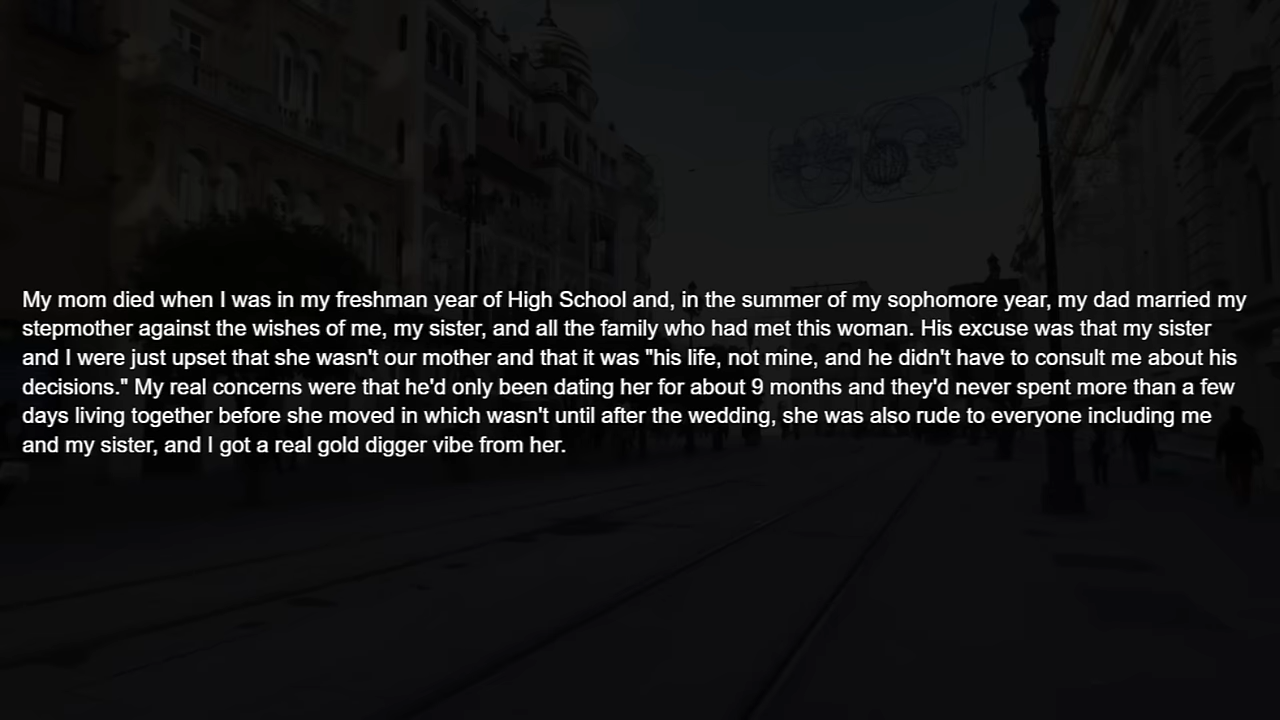 My mom died when I was in my freshman year of High School and, in the summer of my sophomore year, my dad married my
stepmother against the wishes of me, my sister, and all the family who had met this woman. His excuse was that my sister
and I were just upset that she wasn't our mother and that it was "his life, not mine, and he didn't have to consult me about his
decisions." My real concerns were that he'd only been dating her for about 9 months and they'd never spent more than a few
days living together before she moved in which wasn't until after the wedding, she was also rude to everyone including me
and my sister, and I got a real gold digger vibe from her.